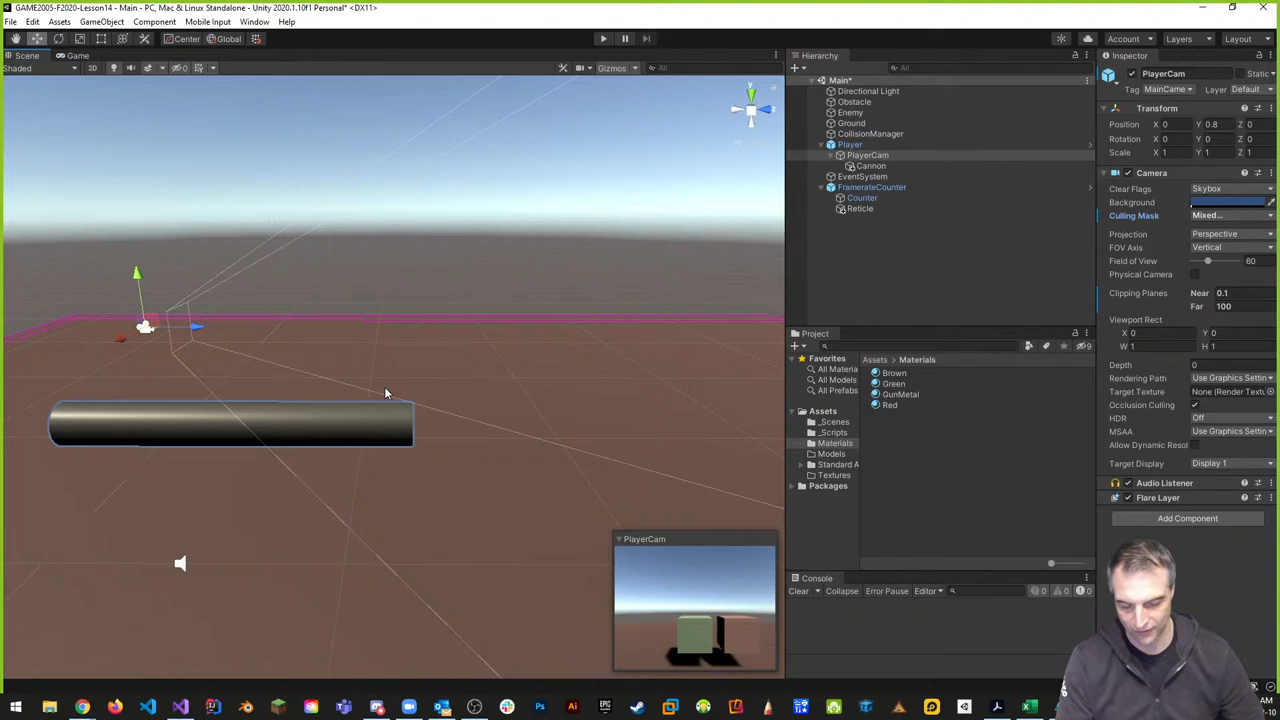 GAME2005-F2020-Lesson14 - Main - PC, Mac & Linux Standalone - Unity 2020.1.10f1 Personal* <DX11>
File Edit Assets GameObject Component Mobile Input Window Help
Center Global Account Layers Layout
Scene Game
Shaded 2D 0 Gizmos All
y
z
PlayerCam
Hierarchy
All
Main*
Directional Light
Obstacle
Enemy
Ground
CollisionManager
Player
PlayerCam
Cannon
EventSystem
FramerateCounter
Counter
Reticle
Project
9
Favorites
All Materia
All Models
All Prefabs
Assets
_Scenes
_Scripts
Materials
Models
Standard A
Textures
Packages
Assets > Materials
Brown
Green
GunMetal
Red
Console
Clear Collapse Error Pause Editor 0 0 0
Inspector
PlayerCam Static
Tag MainCame Layer Default
Transform
Position X 0 Y 0.8 Z 0
Rotation X 0 Y 0 Z 0
Scale X 1 Y 1 Z 1
Camera
Clear Flags Skybox
Background
Culling Mask Mixed...
Projection Perspective
FOV Axis Vertical
Field of View 60
Physical Camera
Clipping Planes Near 0.1
Far 100
Viewport Rect
X 0 Y 0
W 1 H 1
Depth 0
Rendering Path Use Graphics Settin
Target Texture None (Render Textu
Occlusion Culling
HDR Off
MSAA Use Graphics Settin
Allow Dynamic Resol
Target Display Display 1
Audio Listener
Flare Layer
Add Component